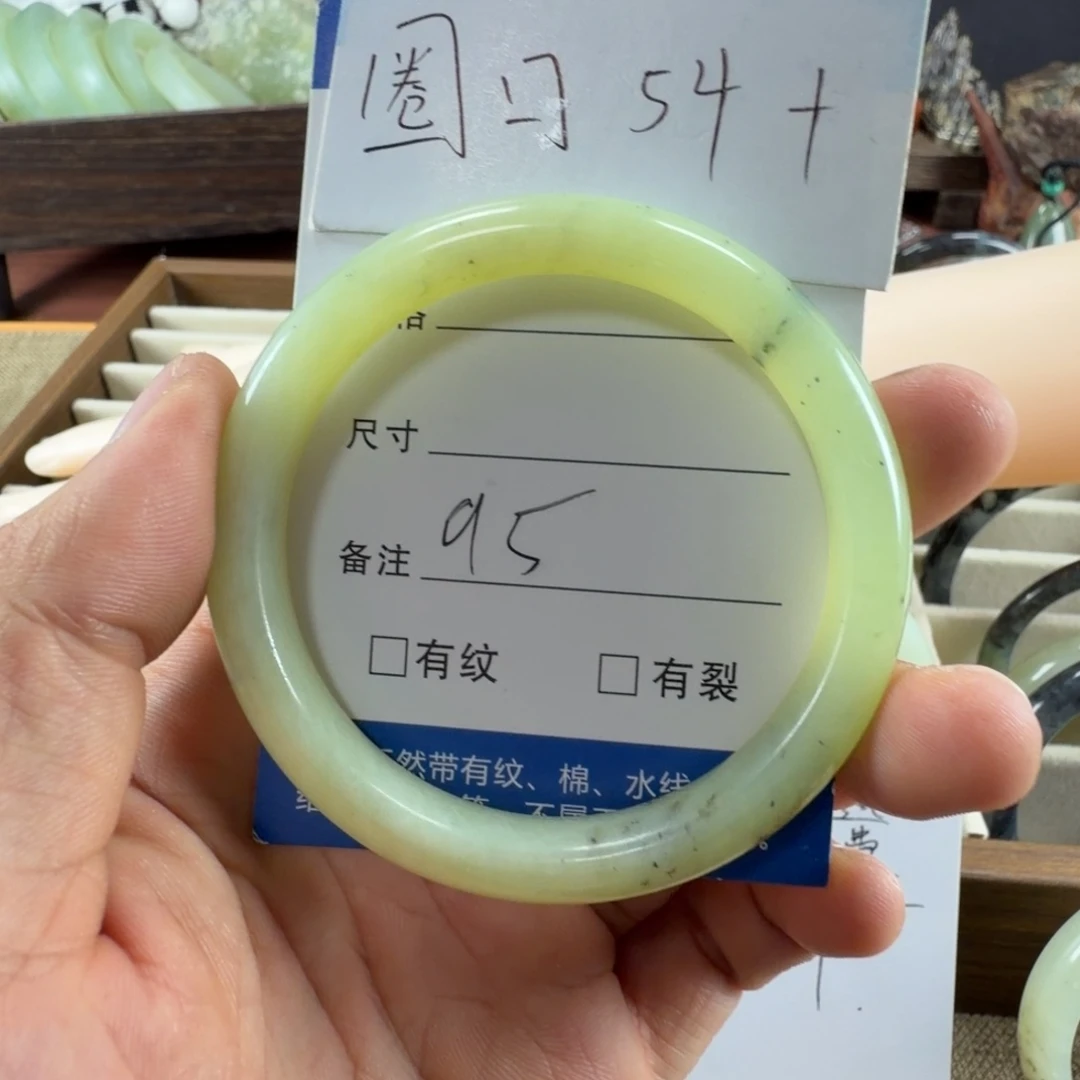 圈口 54+
格
尺寸
备注 95
□有纹 □有裂
然带有纹、棉、水线